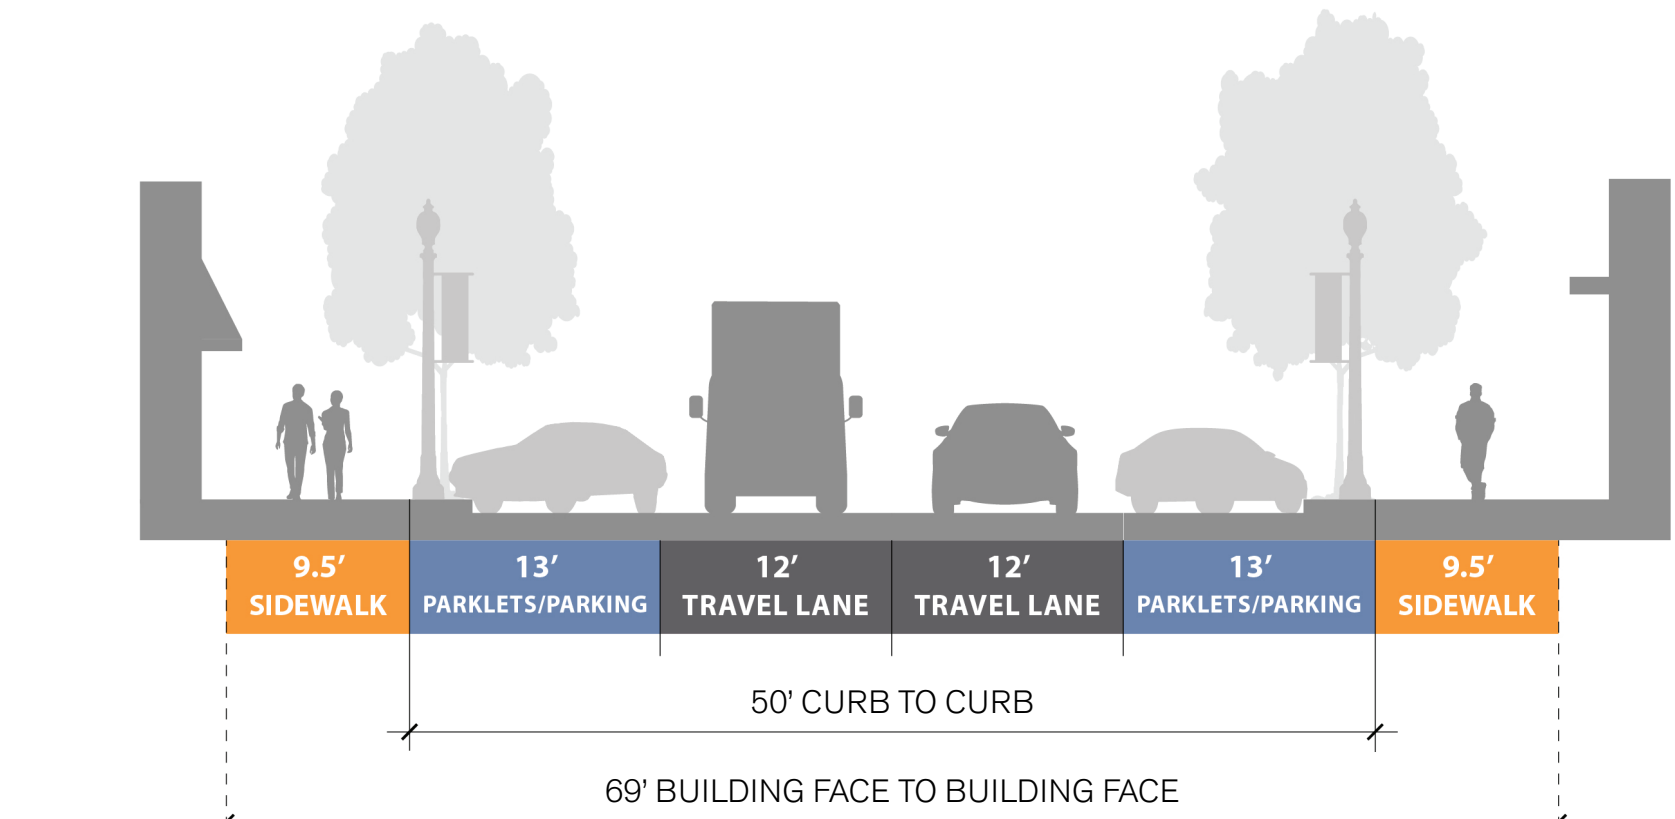 9.5’ 13’ 12’ 12’ 13’ 9.5’
SIDEWALK PARKLETS/PARKING TRAVEL LANE TRAVEL LANE PARKLETS/PARKING SIDEWALK
50’ CURB TO CURB
69’ BUILDING FACE TO BUILDING FACE